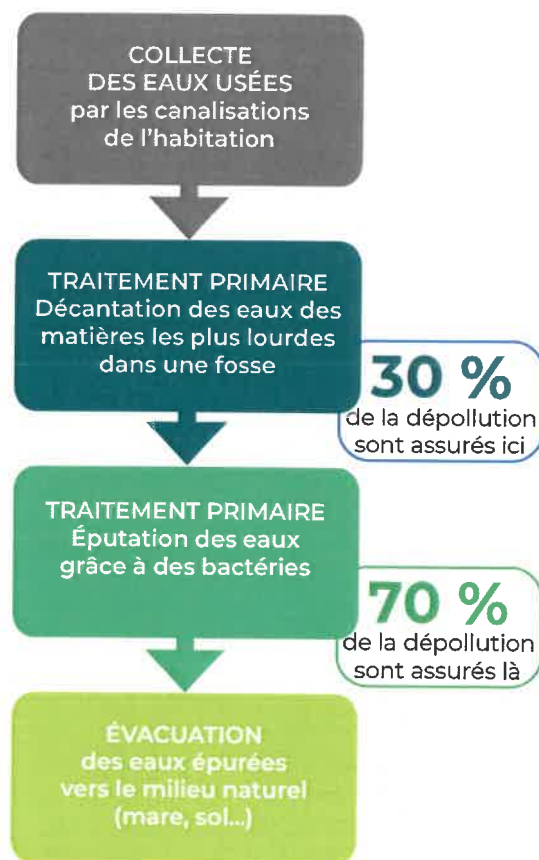 COLLECTE
DES EAUX USÉES
par les canalisations
de l'habitation
TRAITEMENT PRIMAIRE
Décantation des eaux des
matières les plus lourdes
dans une fosse
30 %
de la dépollution
sont assurés ici
TRAITEMENT PRIMAIRE
Éputation des eaux
grâce à des bactéries
70 %
de la dépollution
sont assurés là
ÉVACUATION
des eaux épurées
vers le milieu naturel
(mare, sol...)